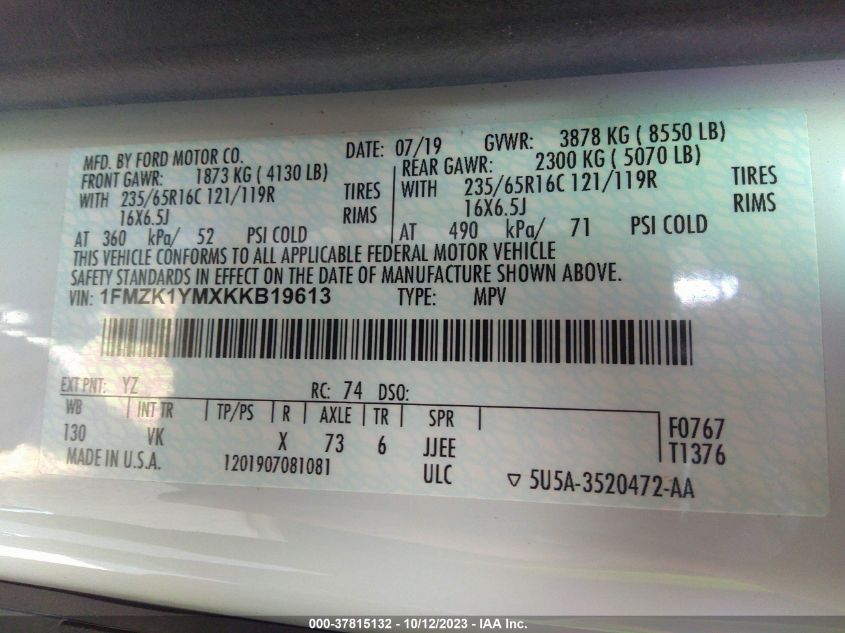 MFD. BY FORD MOTOR CO. DATE: 07/19 GVWR: 3878 KG ( 8550 LB)
FRONT GAWR: 1873 KG ( 4130 LB) REAR GAWR: 2300 KG ( 5070 LB)
WITH 235/65R16C 121/119R TIRES WITH 235/65R16C 121/119R TIRES
16X6.5J RIMS 16X6.5J RIMS
AT 360 kPa/ 52 PSI COLD AT 490 kPa/ 71 PSI COLD
THIS VEHICLE CONFORMS TO ALL APPLICABLE FEDERAL MOTOR VEHICLE
SAFETY STANDARDS IN EFFECT ON THE DATE OF MANUFACTURE SHOWN ABOVE.
VIN: 1FMZK1YMXKKB19613 TYPE: MPV
EXT PNT: YZ RC: 74 DSO:
WB INT TR TP/PS R AXLE TR SPR F0767
130 VK X 73 6 JJEE T1376
MADE IN U.S.A. 1201907081081 ULC ▽ 5U5A-3520472-AA
000-37815132 - 10/12/2023 - IAA Inc.